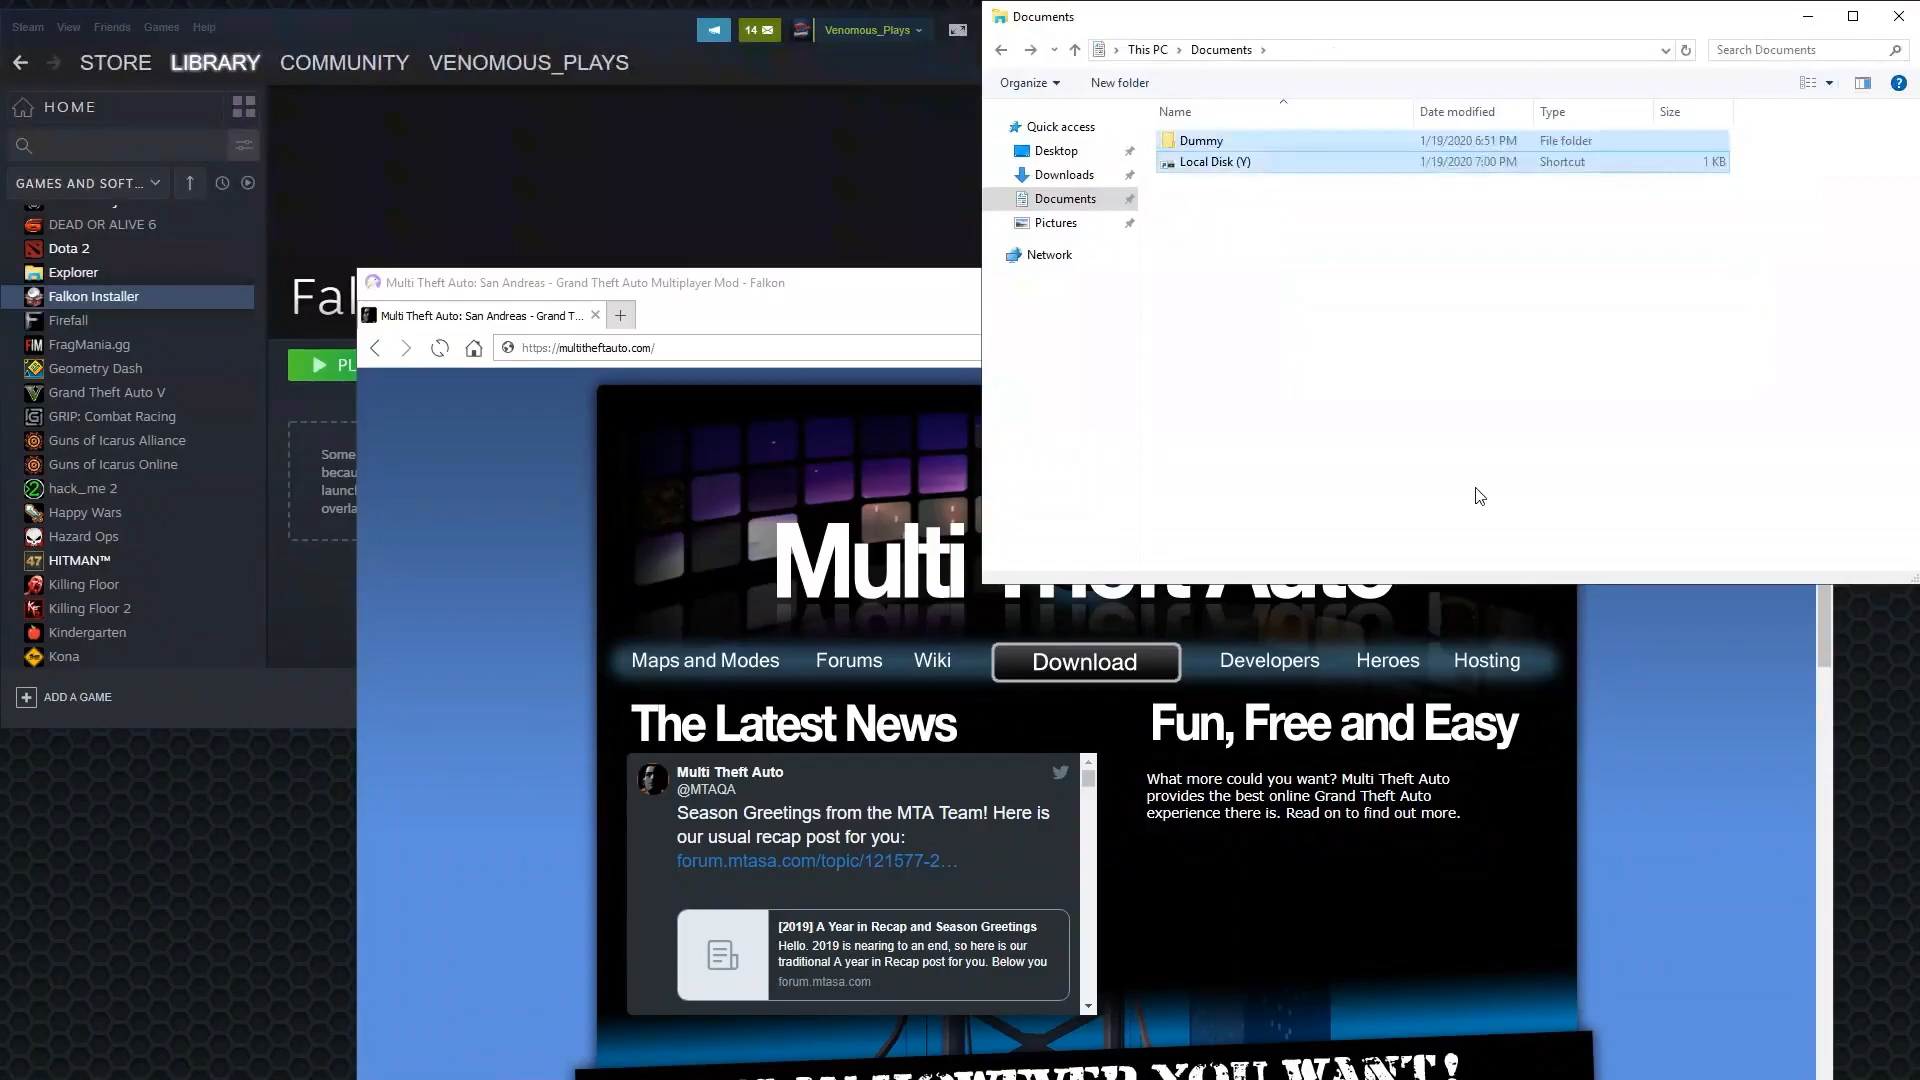 Steam View Friends Games Help
14
Venomous_Plays
STORE LIBRARY COMMUNITY VENOMOUS_PLAYS
HOME
GAMES AND SOFT...
DEAD OR ALIVE 6
Dota 2
Explorer
Falkon Installer
Firefall
FragMania.gg
Geometry Dash
Grand Theft Auto V
GRIP: Combat Racing
Guns of Icarus Alliance
Guns of Icarus Online
hack_me 2
Happy Wars
Hazard Ops
HITMAN™
Killing Floor
Killing Floor 2
Kindergarten
Kona
ADD A GAME
Fal
PL
Some
becau
launc
overla
Multi Theft Auto: San Andreas - Grand Theft Auto Multiplayer Mod - Falkon
Multi Theft Auto: San Andreas - Grand T...
https://multitheftauto.com/
Multi Theft Auto
Maps and Modes Forums Wiki Download Developers Heroes Hosting
The Latest News
Multi Theft Auto
@MTAQA
Season Greetings from the MTA Team! Here is
our usual recap post for you:
forum.mtasa.com/topic/121577-2…
[2019] A Year in Recap and Season Greetings
Hello. 2019 is nearing to an end, so here is our
traditional A year in Recap post for you. Below you
forum.mtasa.com
Fun, Free and Easy
What more could you want? Multi Theft Auto
provides the best online Grand Theft Auto
experience there is. Read on to find out more.
HOWEVER YOU WANT!
Documents
This PC Documents
Search Documents
Organize New folder
Name Date modified Type Size
Quick access
Desktop
Downloads
Documents
Pictures
Network
Dummy 1/19/2020 6:51 PM File folder
Local Disk (Y) 1/19/2020 7:00 PM Shortcut 1 KB